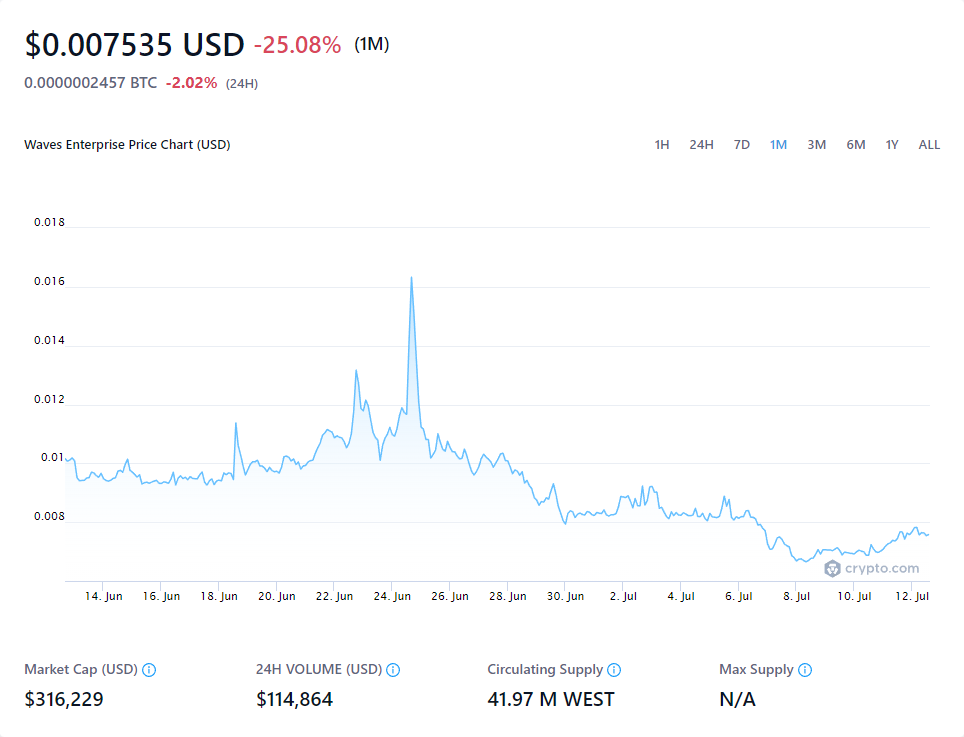 $0.007535 USD -25.08% (1M)
0.0000002457 BTC -2.02% (24H)
Waves Enterprise Price Chart (USD) 1H 24H 7D 1M 3M 6M 1Y ALL
0.018
0.016
0.014
0.012
0.01
0.008
crypto.com
14. Jun 16. Jun 18. Jun 20. Jun 22. Jun 24. Jun 26. Jun 28. Jun 30. Jun 2. Jul 4. Jul 6. Jul 8. Jul 10. Jul 12. Jul
Market Cap (USD) 24H VOLUME (USD) Circulating Supply Max Supply
$316,229 $114,864 41.97 M WEST N/A